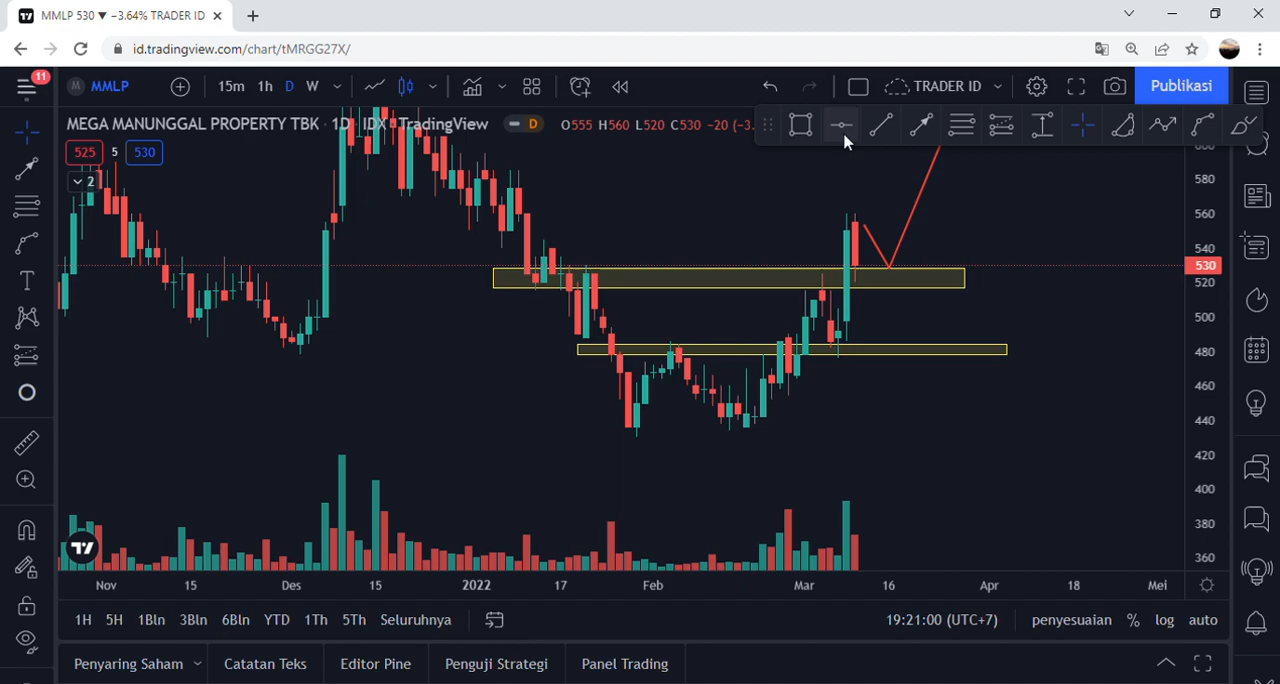 MMLP 530 ▼ −3.64% TRADER ID
id.tradingview.com/chart/tMRGG27X/
11
M MMLP 15m 1h D W TRADER ID Publikasi
MEGA MANUNGGAL PROPERTY TBK · 1D · IDX · TradingView D O555 H560 L520 C530 −20 (−3.
525 5 530
2
580
560
540
530
520
500
480
460
440
420
400
380
360
Nov 15 Des 15 2022 17 Feb Mar 16 Apr 18 Mei
1H 5H 1Bln 3Bln 6Bln YTD 1Th 5Th Seluruhnya 19:21:00 (UTC+7) penyesuaian % log auto
Penyaring Saham Catatan Teks Editor Pine Penguji Strategi Panel Trading